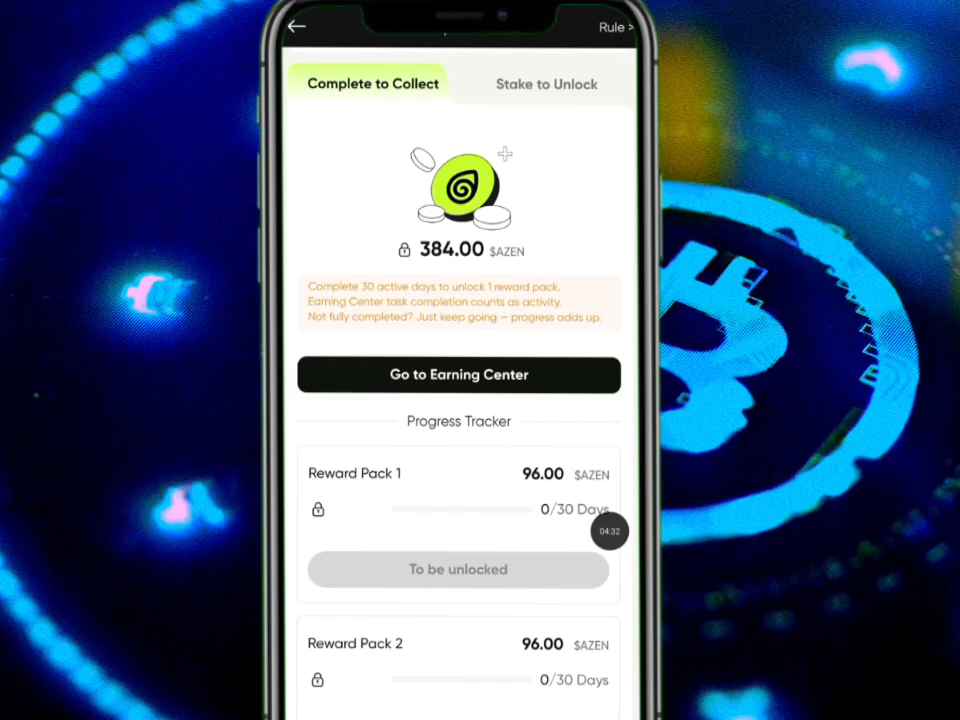 Rule >
Complete to Collect
Stake to Unlock
384.00 $AZEN
Complete 30 active days to unlock 1 reward pack.
Earning Center task completion counts as activity.
Not fully completed? Just keep going — progress adds up.
Go to Earning Center
Progress Tracker
Reward Pack 1 96.00 $AZEN
0/30 Days
04:32
To be unlocked
Reward Pack 2 96.00 $AZEN
0/30 Days